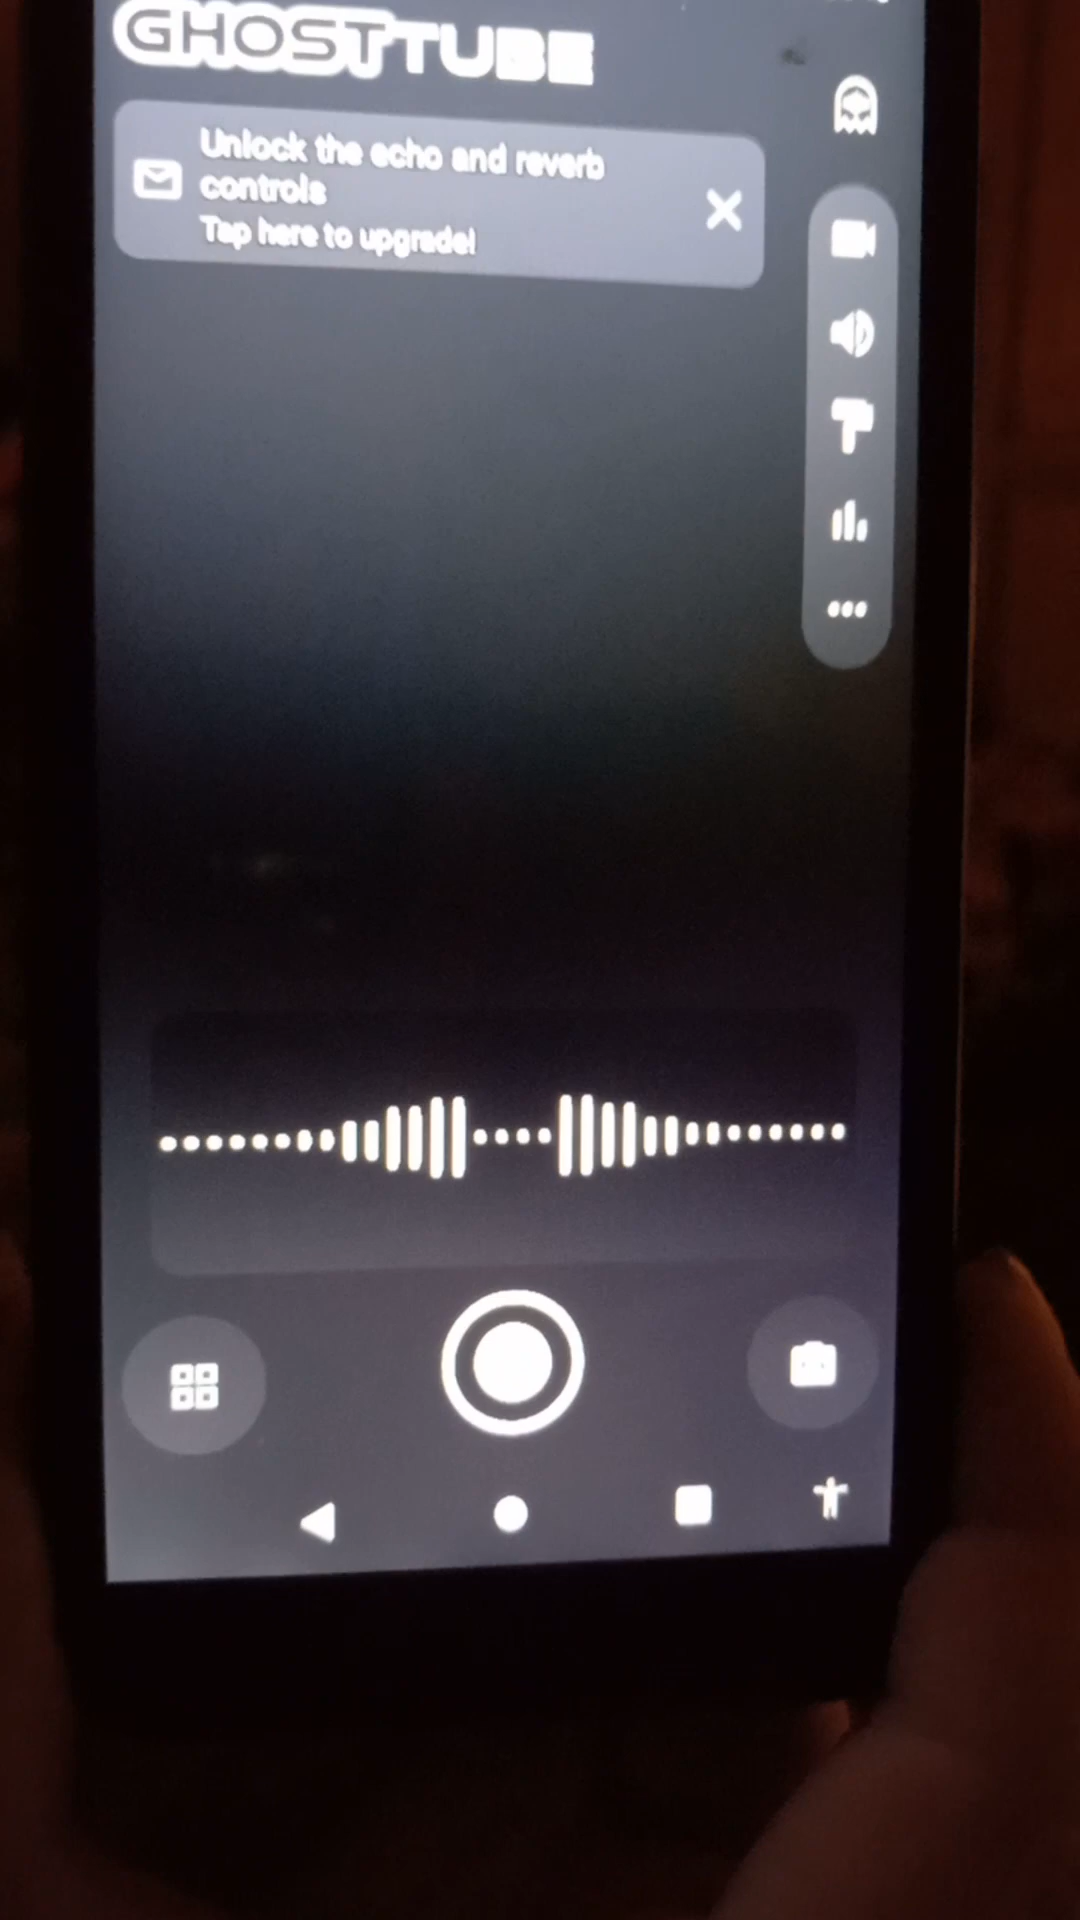 GHOSTTUBE
Unlock the echo and reverb
controls
Tap here to upgrade!